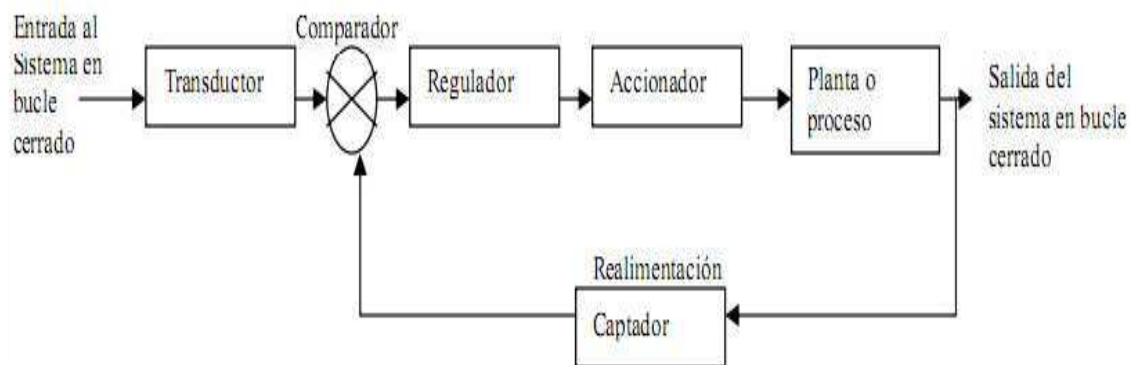 Entrada al
Sistema en
bucle
cerrado
Transductor
Comparador
Regulador
Accionador
Planta o
proceso
Salida del
sistema en bucle
cerrado
Realimentación
Captador